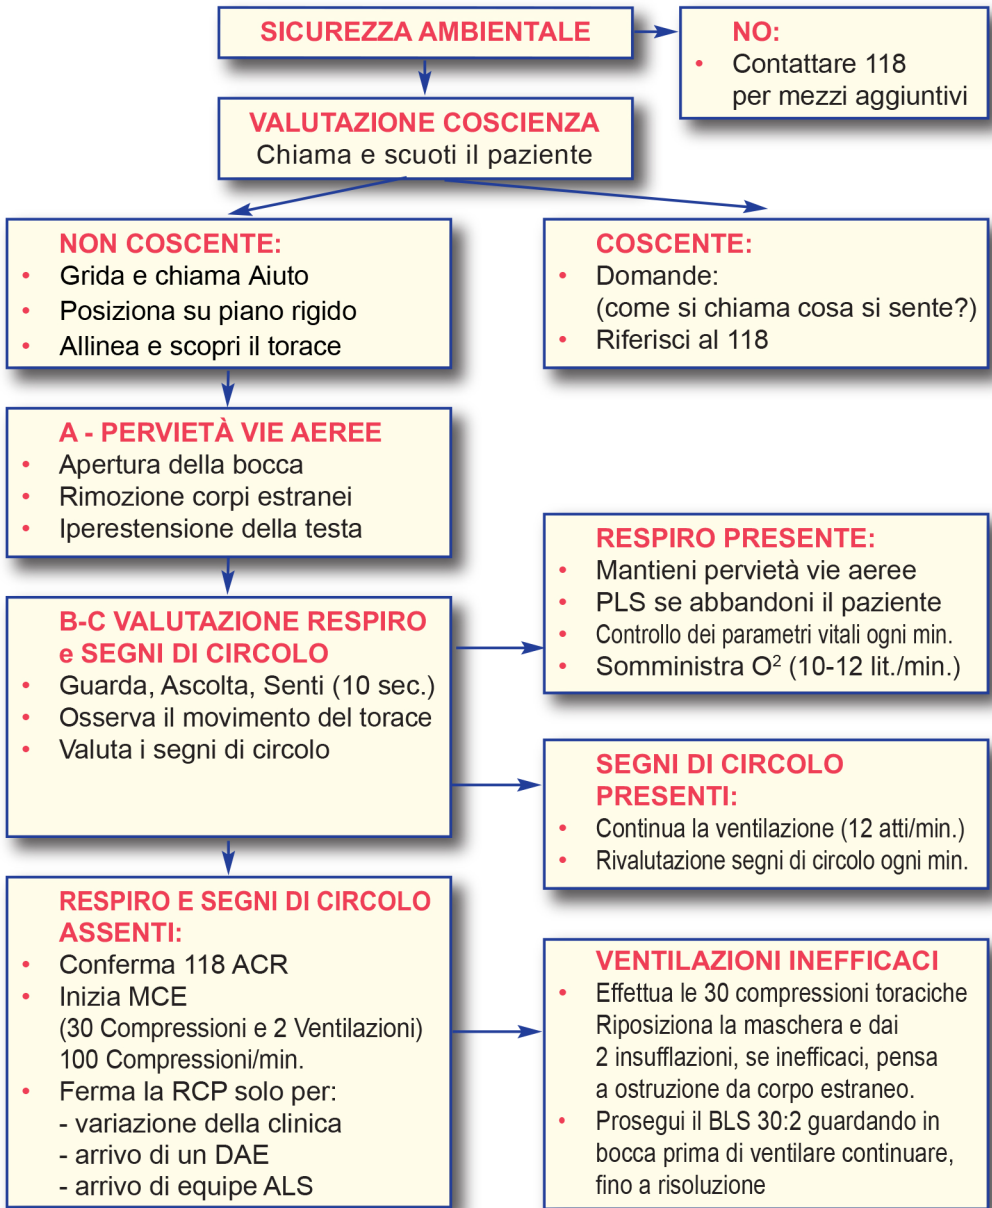 SICUREZZA AMBIENTALE
NO:
• Contattare 118
per mezzi aggiuntivi
VALUTAZIONE COSCIENZA
Chiama e scuoti il paziente
NON COSCENTE:
• Grida e chiama Aiuto
• Posiziona su piano rigido
• Allinea e scopri il torace
COSCENTE:
• Domande:
(come si chiama cosa si sente?)
• Riferisci al 118
A - PERVIETÀ VIE AEREE
• Apertura della bocca
• Rimozione corpi estranei
• Iperestensione della testa
B-C VALUTAZIONE RESPIRO
e SEGNI DI CIRCOLO
• Guarda, Ascolta, Senti (10 sec.)
• Osserva il movimento del torace
• Valuta i segni di circolo
RESPIRO PRESENTE:
• Mantieni pervietà vie aeree
• PLS se abbandoni il paziente
• Controllo dei parametri vitali ogni min.
• Somministra O² (10-12 lit./min.)
SEGNI DI CIRCOLO
PRESENTI:
• Continua la ventilazione (12 atti/min.)
• Rivalutazione segni di circolo ogni min.
RESPIRO E SEGNI DI CIRCOLO
ASSENTI:
• Conferma 118 ACR
• Inizia MCE
(30 Compressioni e 2 Ventilazioni)
100 Compressioni/min.
• Ferma la RCP solo per:
- variazione della clinica
- arrivo di un DAE
- arrivo di equipe ALS
VENTILAZIONI INEFFICACI
• Effettua le 30 compressioni toraciche
Riposiziona la maschera e dai
2 insufflazioni, se inefficaci, pensa
a ostruzione da corpo estraneo.
• Prosegui il BLS 30:2 guardando in
bocca prima di ventilare continuare,
fino a risoluzione